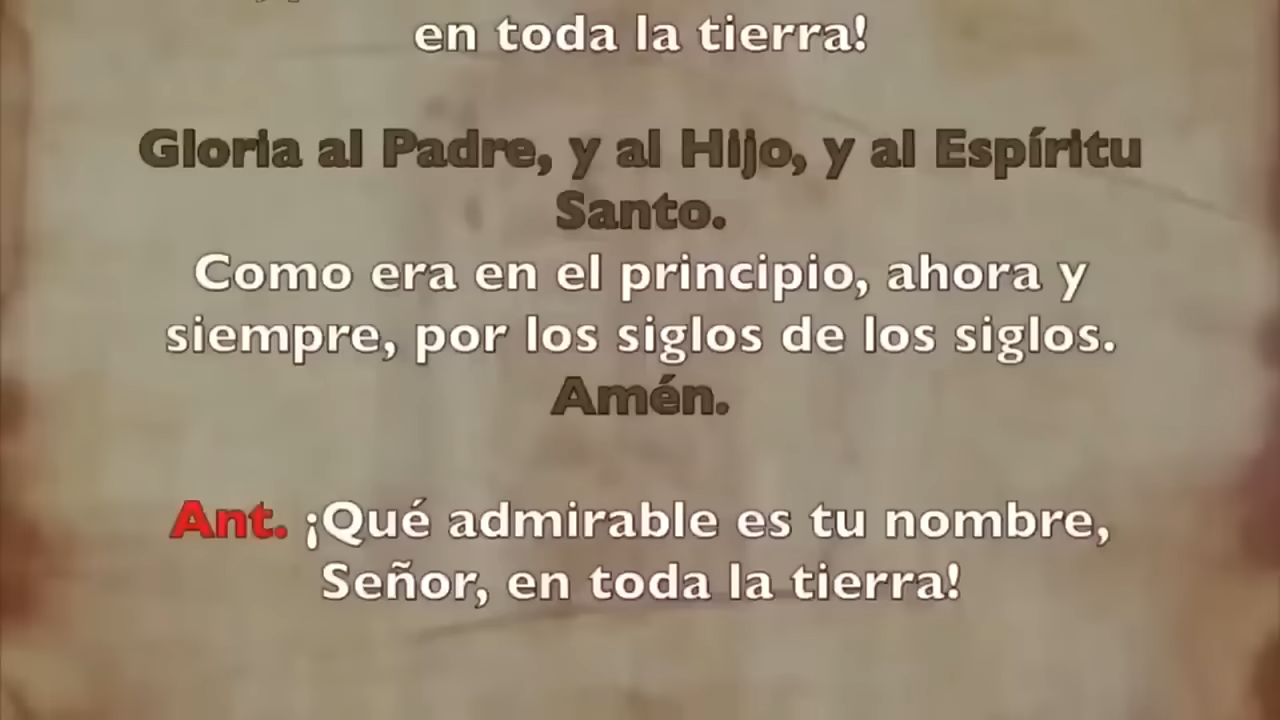 en toda la tierra!
Gloria al Padre, y al Hijo, y al Espíritu
Santo.
Como era en el principio, ahora y
siempre, por los siglos de los siglos.
Amén.
Ant. ¡Qué admirable es tu nombre,
Señor, en toda la tierra!